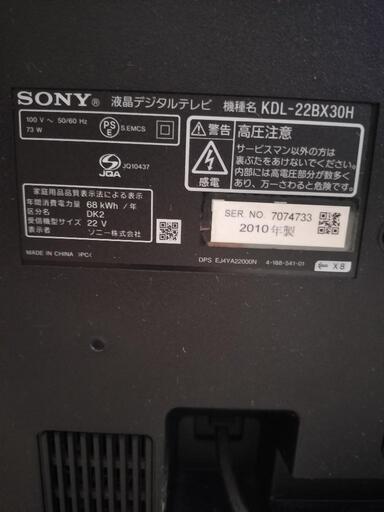 SONY® 液晶デジタルテレビ 機種名 KDL-22BX30H
100 V ~ 50/60 Hz
73 W
PS
E
S.EMCS
JQA JQ10437
家庭用品品質表示法による表示
年間消費電力量 68 kWh / 年
区分名 DK2
受信機型サイズ 22 V
表示者 ソニー株式会社
MADE IN CHINA
警告
感電
高圧注意
サービスマン以外の方は
裏ぶたをあけないでください。
内部には高電圧部分が数多く
あり、万一さわると危険です。
SER. NO. 7074733
2010 年製
DPS EJ4YA22000N 4-168-541-01
X8